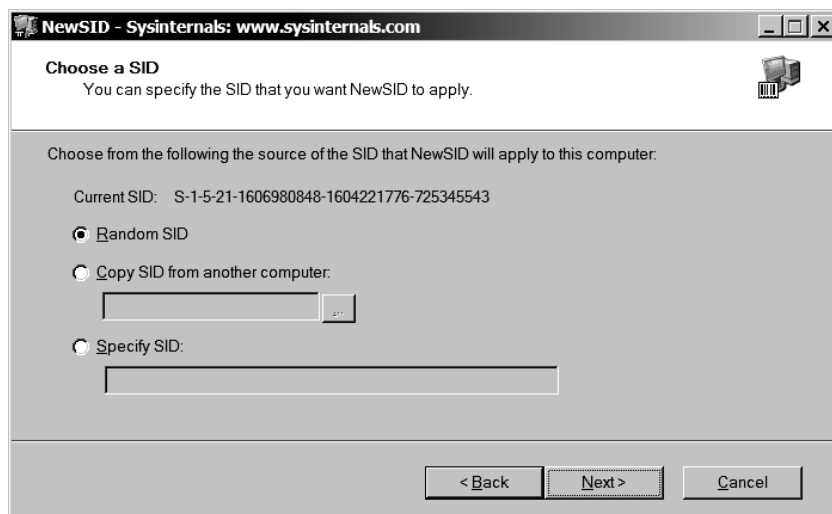 NewSID - Sysinternals: www.sysinternals.com
Choose a SID
You can specify the SID that you want NewSID to apply.
Choose from the following the source of the SID that NewSID will apply to this computer:
Current SID: S-1-5-21-1606980848-1604221776-725345543
Random SID
Copy SID from another computer:
...
Specify SID:
< Back Next > Cancel